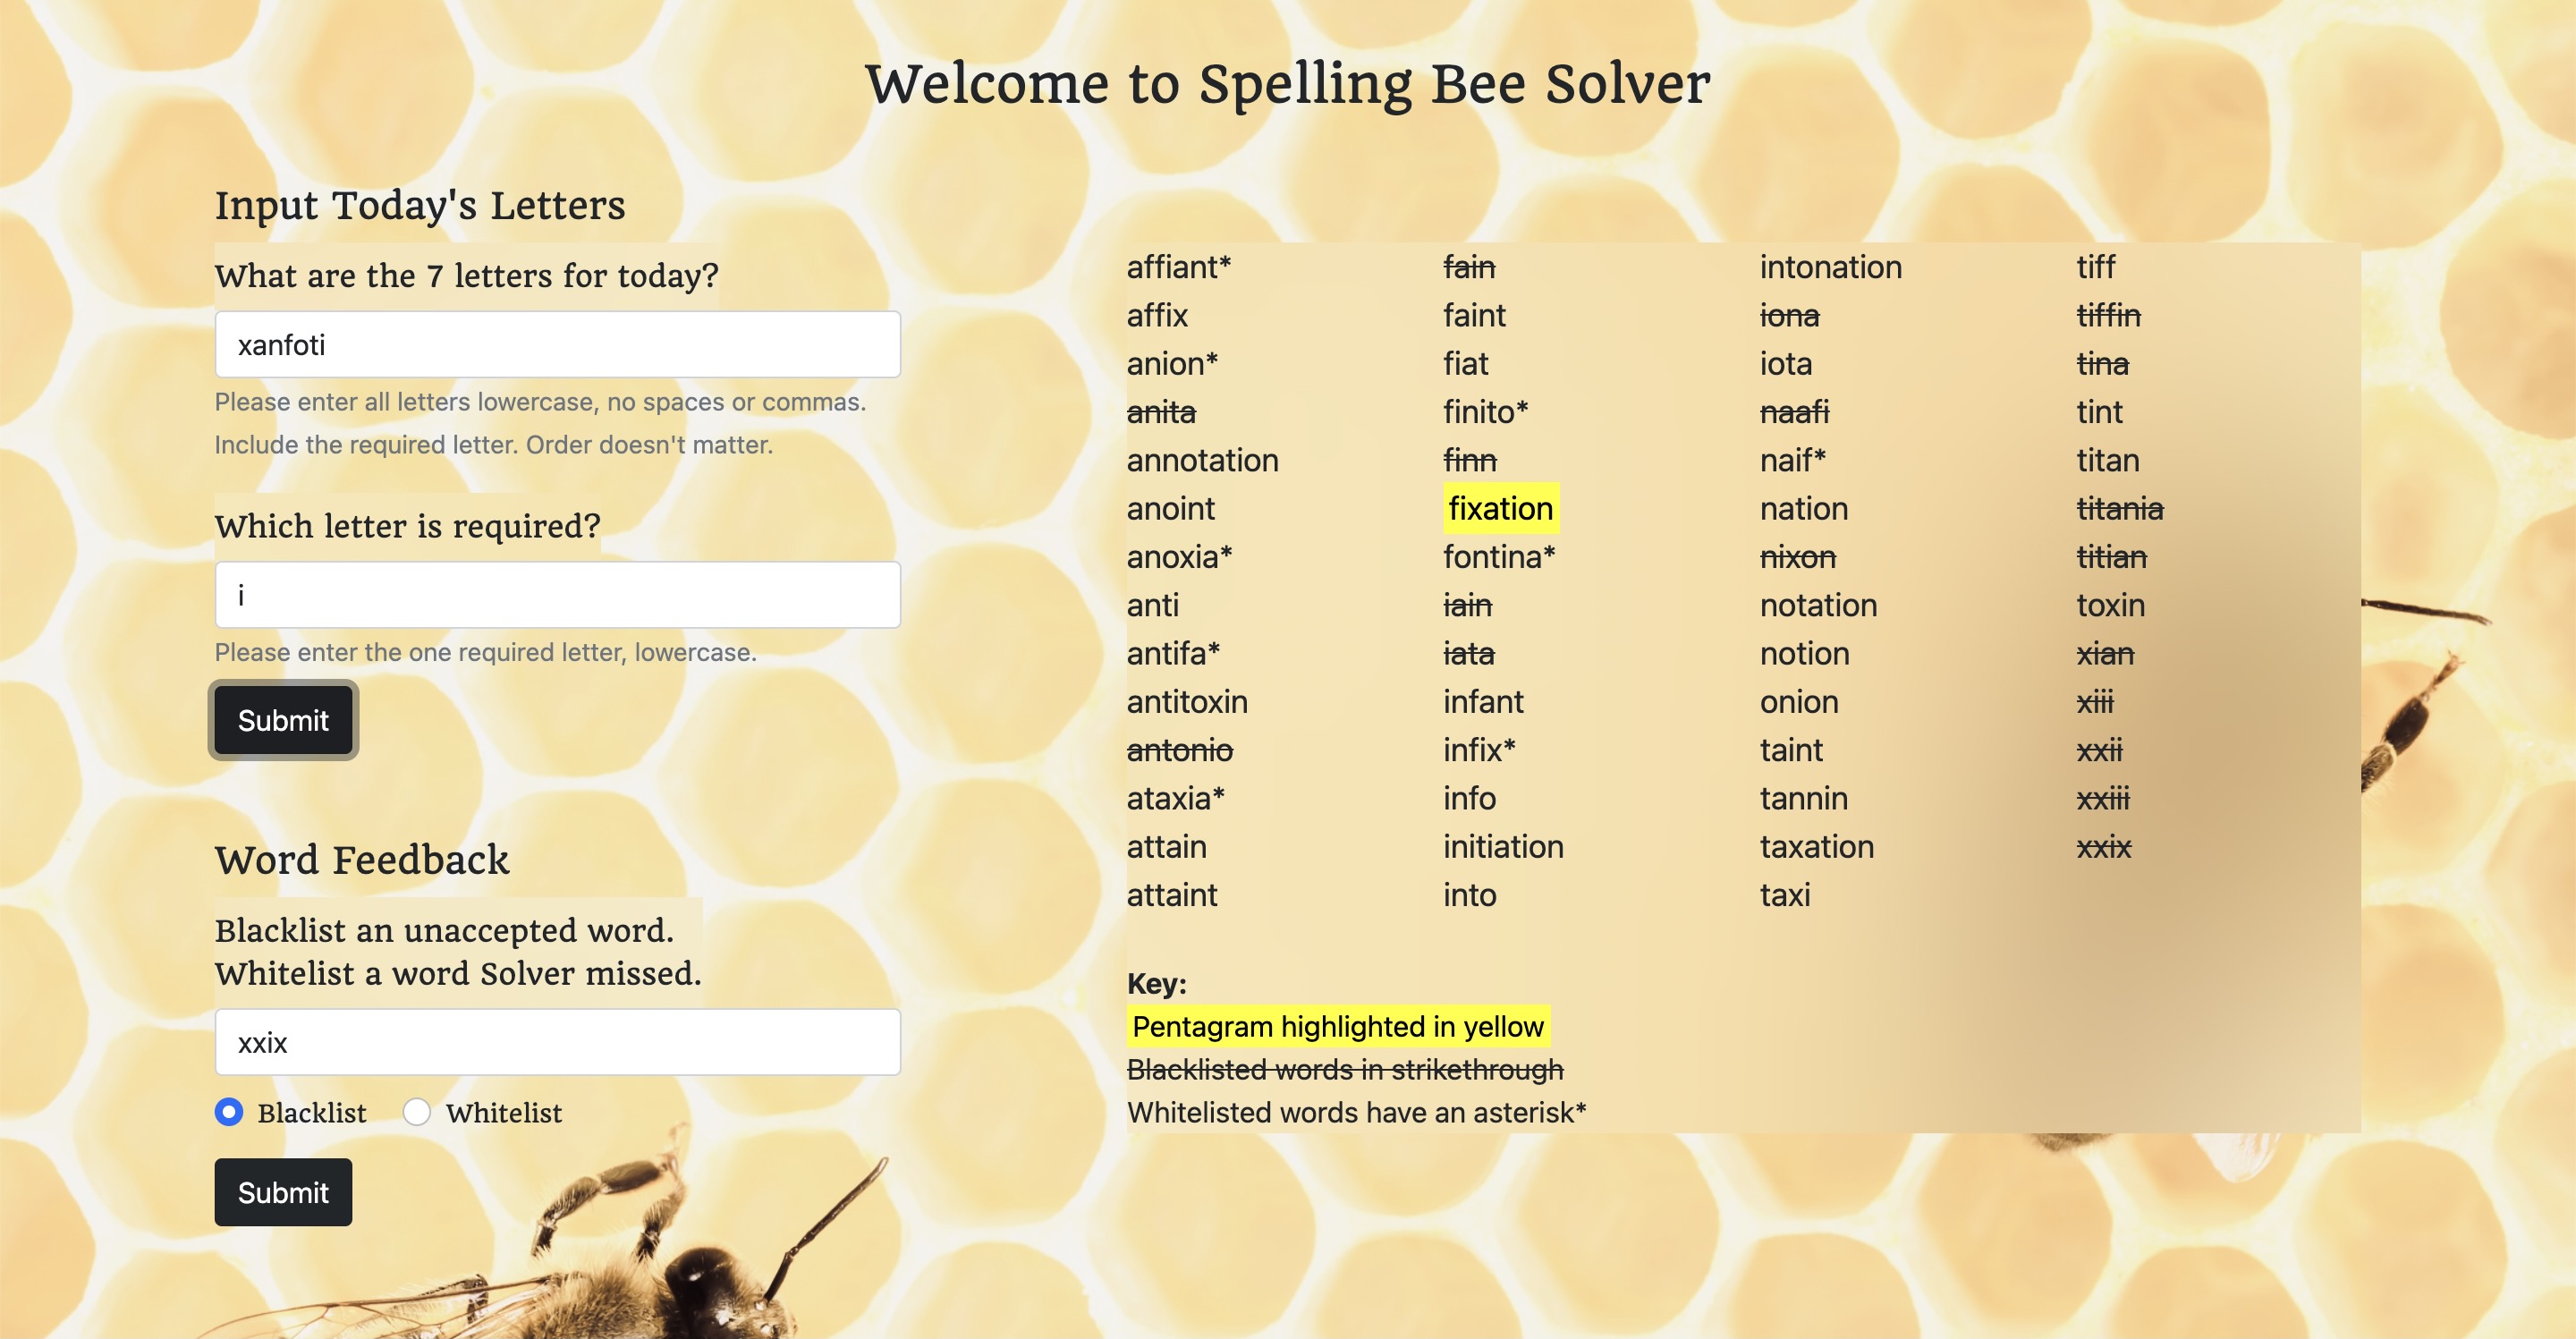 Welcome to Spelling Bee Solver
Input Today's Letters
What are the 7 letters for today?
xanfoti
Please enter all letters lowercase, no spaces or commas.
Include the required letter. Order doesn't matter.
Which letter is required?
i
Please enter the one required letter, lowercase.
Submit
Word Feedback
Blacklist an unaccepted word.
Whitelist a word Solver missed.
xxix
Blacklist Whitelist
Submit
affiant*
affix
anion*
anita
annotation
anoint
anoxia*
anti
antifa*
antitoxin
antonio
ataxia*
attain
attaint
fain
faint
fiat
finito*
finn
fixation
fontina*
iain
iata
infant
infix*
info
initiation
into
intonation
iona
iota
naafi
naif*
nation
nixon
notation
notion
onion
taint
tannin
taxation
taxi
tiff
tiffin
tina
tint
titan
titania
titian
toxin
xian
xiii
xxii
xxiii
xxix
Key:
Pentagram highlighted in yellow
Blacklisted words in strikethrough
Whitelisted words have an asterisk*